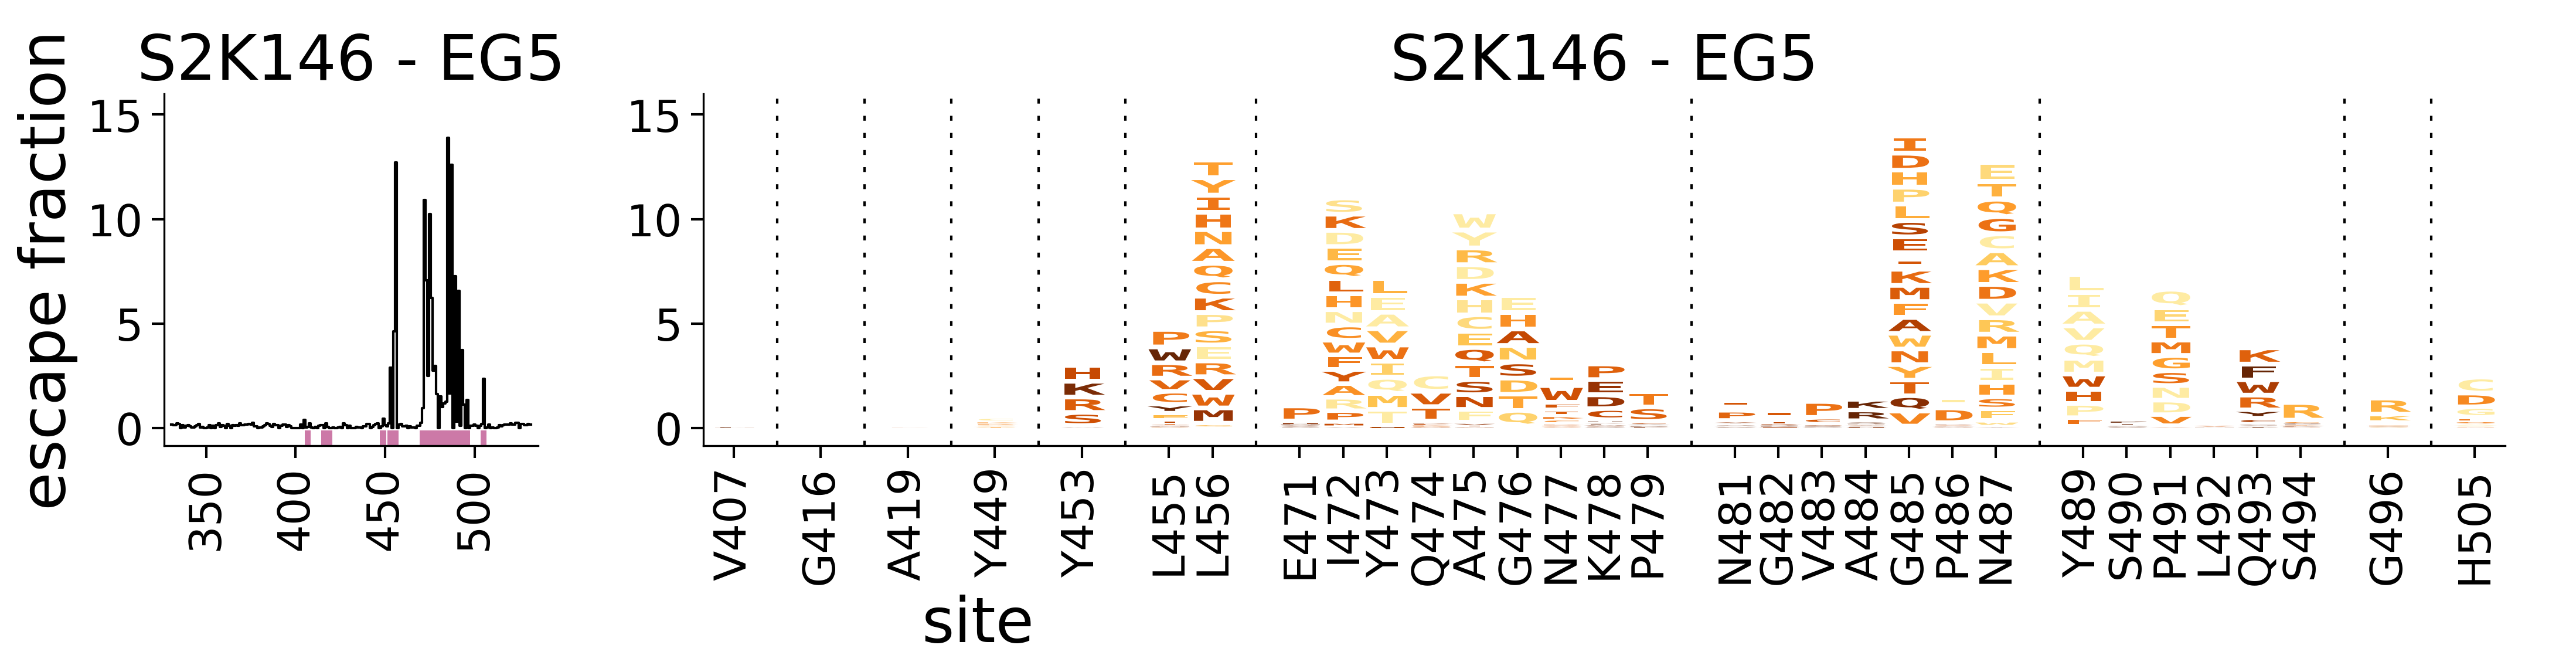 S2K146 - EG5
S2K146 - EG5
escape fraction
15
10
5
0
350
400
450
500
15
10
5
0
V407
G416
A419
Y449
Y453
L455
L456
E471
I472
Y473
Q474
A475
G476
N477
K478
P479
N481
G482
V483
A484
G485
P486
N487
Y489
S490
P491
L492
Q493
S494
G496
H505
site
H
K
R
S
P
W
R
V
C
T
Y
I
H
N
A
Q
C
K
P
S
E
R
V
W
M
P
S
K
D
E
Q
L
H
N
C
W
F
Y
A
R
P
L
E
A
V
W
I
Q
M
T
C
V
T
W
Y
R
D
K
H
C
E
Q
T
S
N
F
E
H
A
N
S
D
T
Q
I
W
P
E
D
C
T
S
P
K
R
I
D
H
P
L
S
E
I
K
M
F
A
W
N
Y
T
Q
V
D
E
T
Q
G
C
A
K
D
V
R
M
L
I
H
S
F
L
I
A
V
Q
M
W
H
P
F
Q
E
T
M
G
S
N
D
V
K
F
W
R
Y
R
R
K
C
D
G